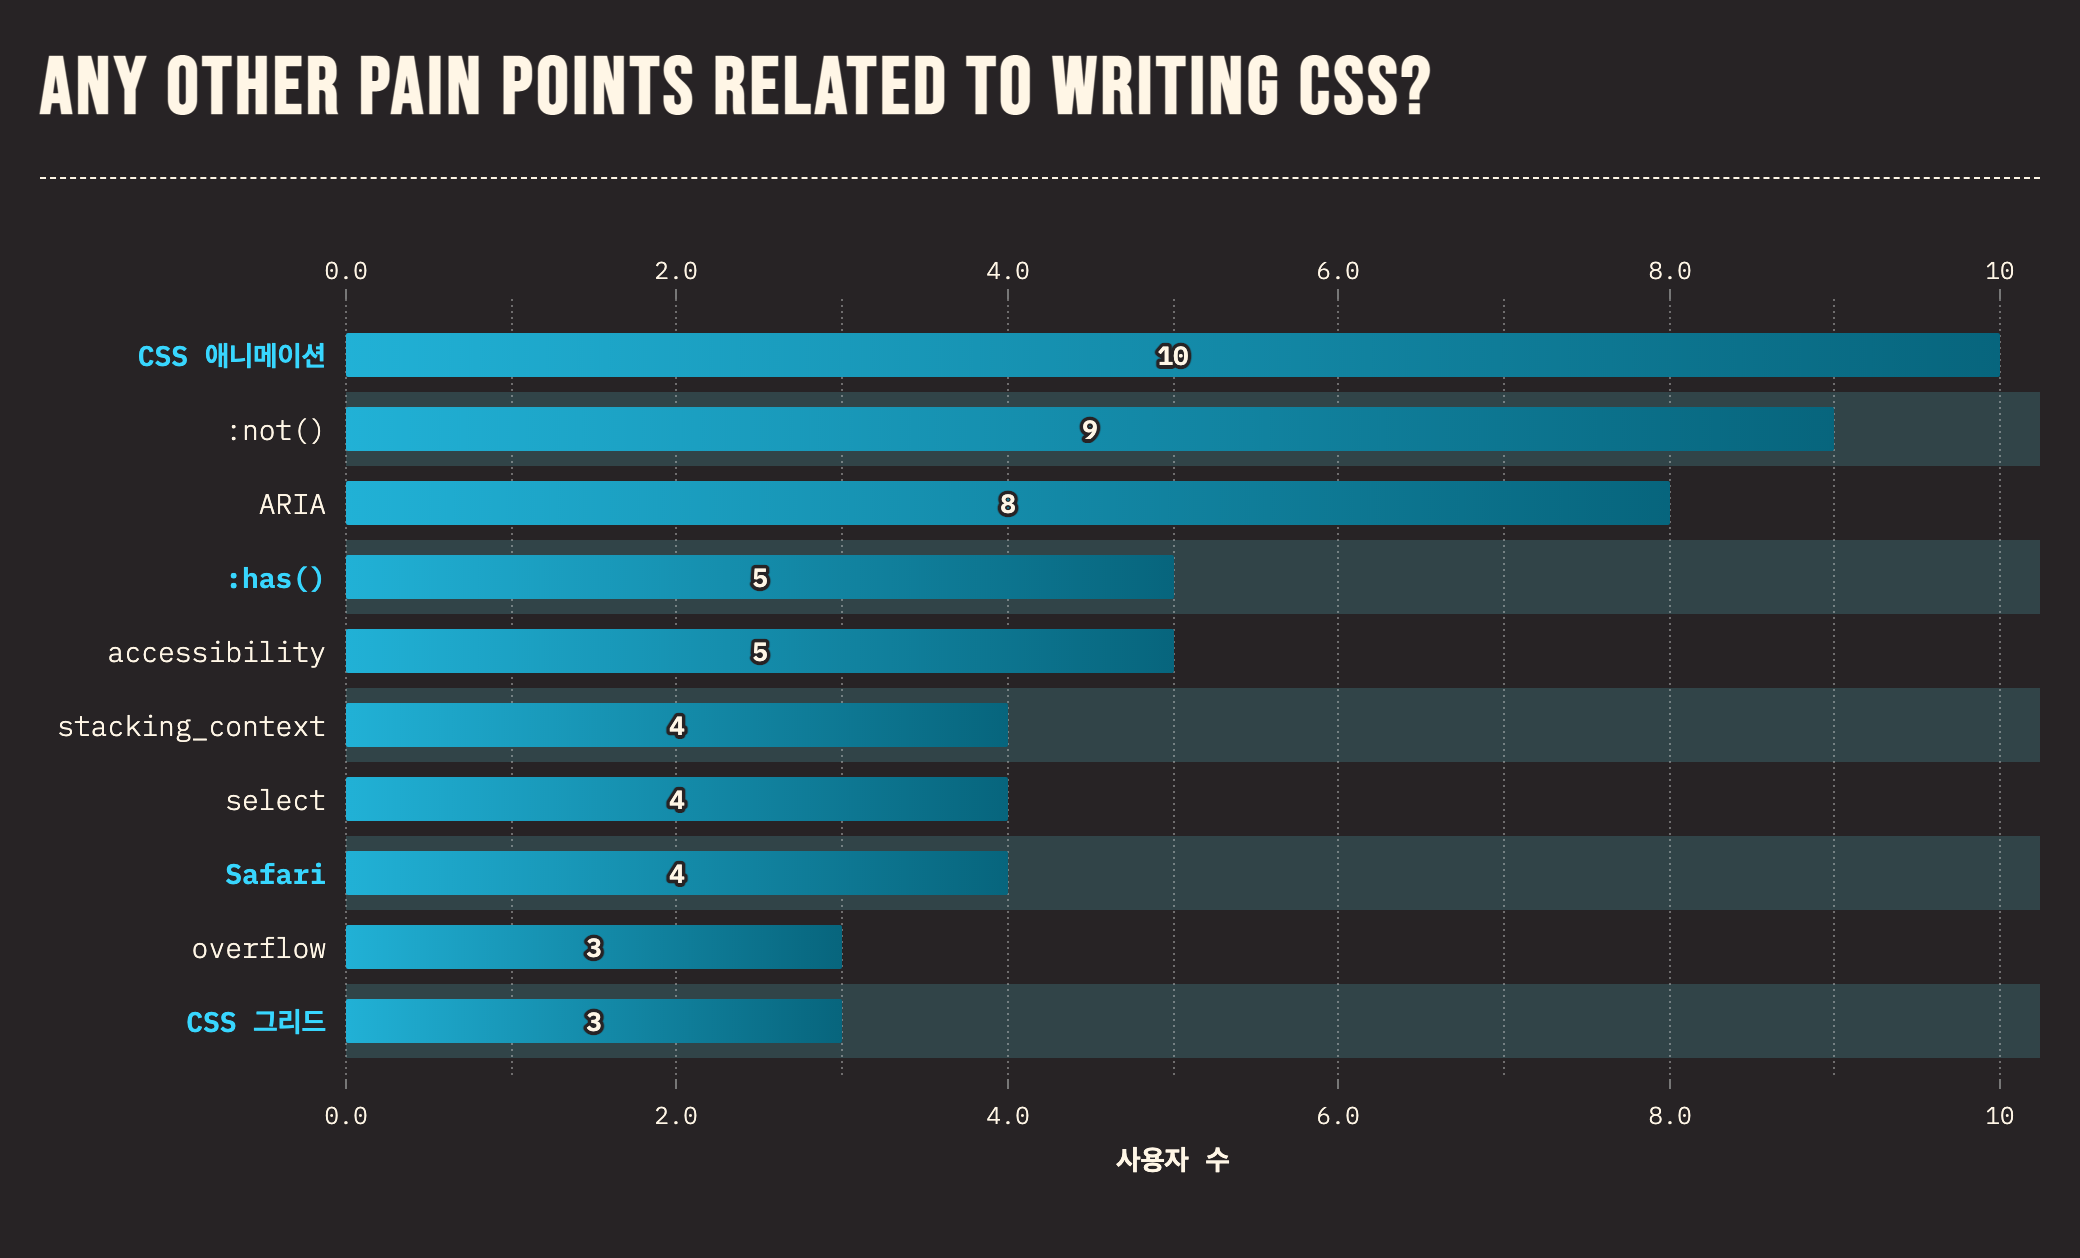 ANY OTHER PAIN POINTS RELATED TO WRITING CSS?
0.0 2.0 4.0 6.0 8.0 10
CSS 애니메이션 10
:not() 9
ARIA 8
:has() 5
accessibility 5
stacking_context 4
select 4
Safari 4
overflow 3
CSS 그리드 3
0.0 2.0 4.0 6.0 8.0 10
사용자 수